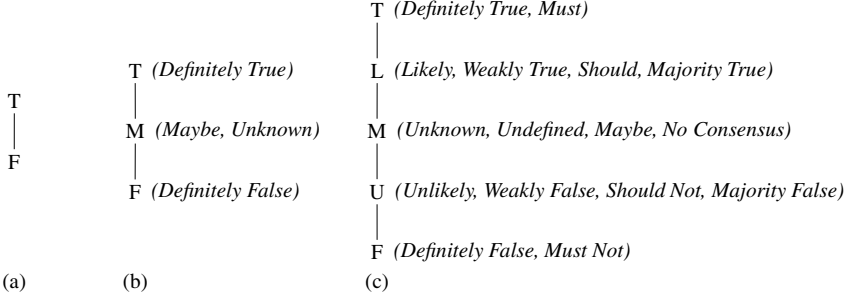 T
F
(a)
T (Definitely True)
M (Maybe, Unknown)
F (Definitely False)
(b)
T (Definitely True, Must)
L (Likely, Weakly True, Should, Majority True)
M (Unknown, Undefined, Maybe, No Consensus)
U (Unlikely, Weakly False, Should Not, Majority False)
F (Definitely False, Must Not)
(c)